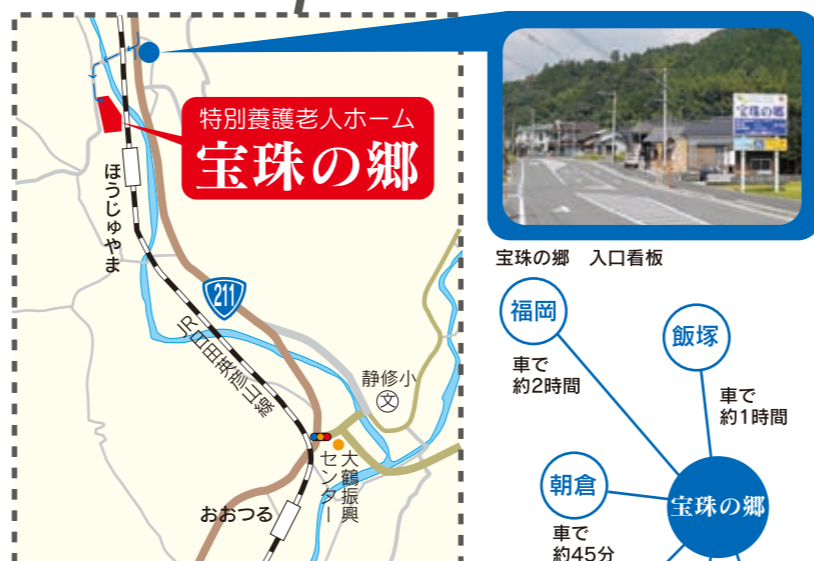 特別養護老人ホーム
宝珠の郷
ほうじゅやま
211
JR日田英彦山線
静修小
文
大鶴振興
センター
おおつる
宝珠の郷
宝珠の郷 入口看板
福岡
車で
約2時間
飯塚
車で
約1時間
朝倉
車で
約45分
宝珠の郷